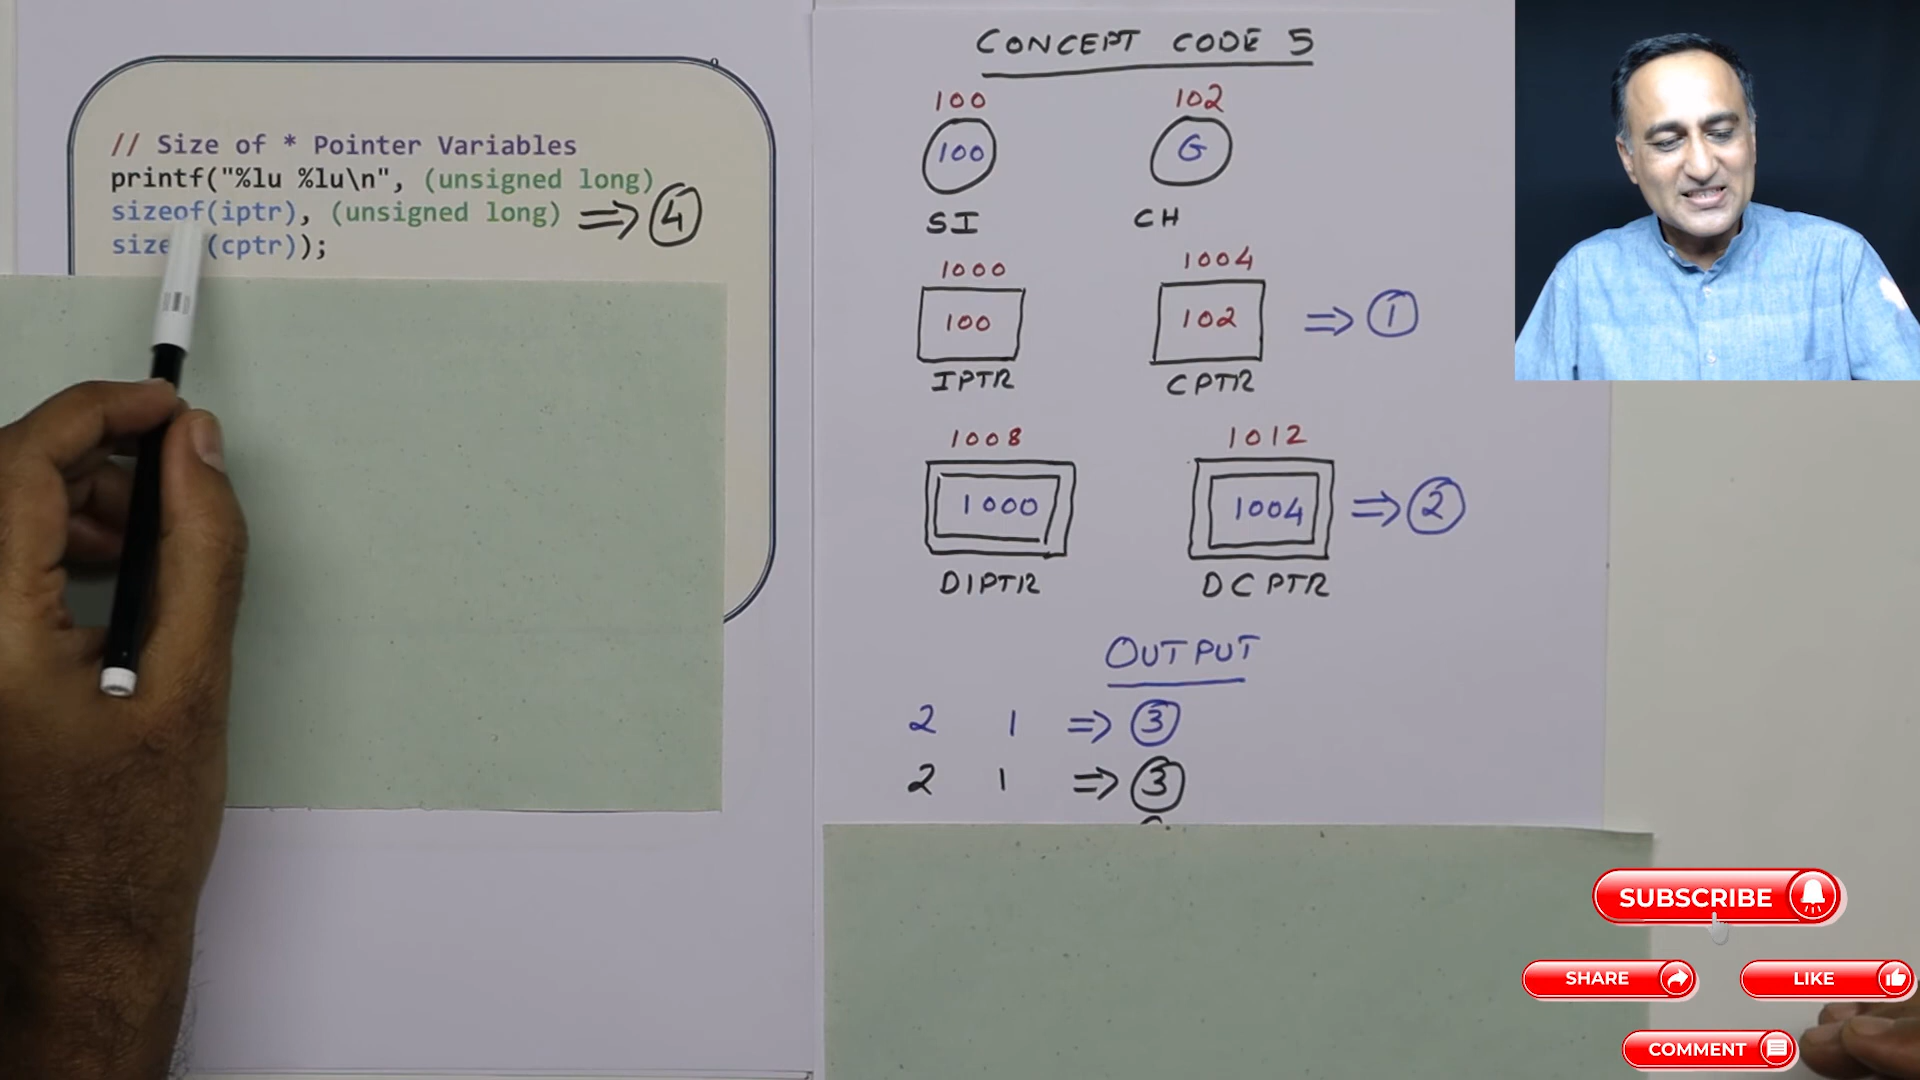 // Size of * Pointer Variables
printf("%lu %lu\n", (unsigned long)
sizeof(iptr), (unsigned long) => 4
size (cptr));
CONCEPT CODE 5
100 102
100 G
SI CH
1000 1004
100 102 => 1
IPTR CPTR
1008 1012
1000 1004 => 2
DIPTR DCPTR
OUTPUT
2 1 => 3
2 1 => 3
SUBSCRIBE
SHARE LIKE
COMMENT